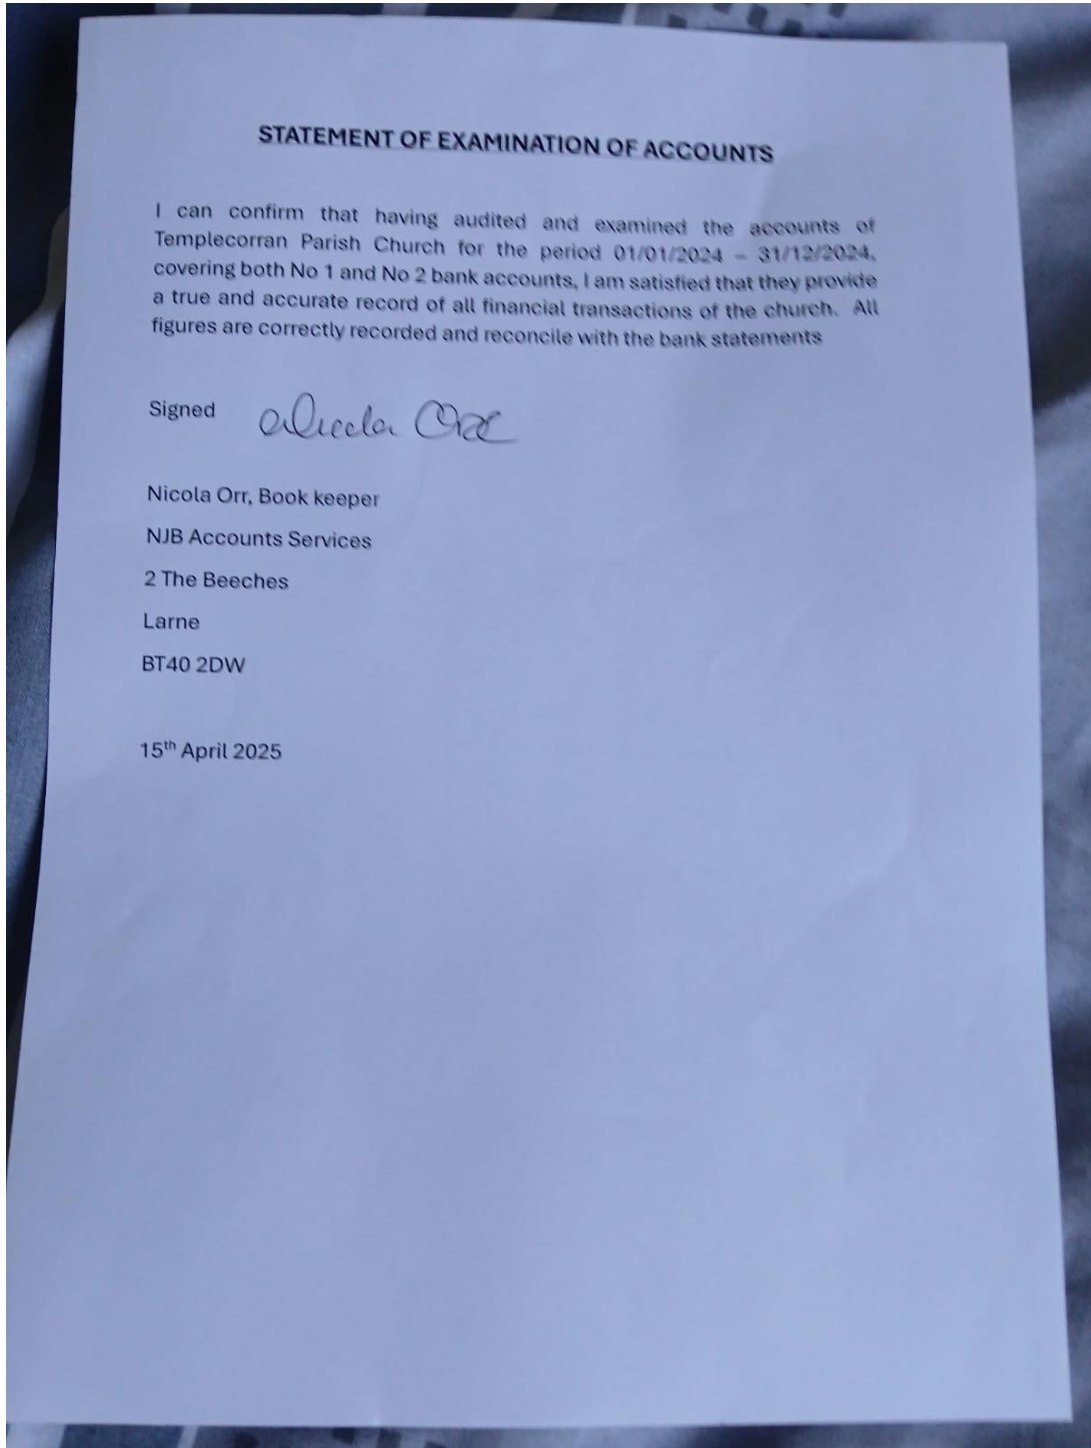 STATEMENT OF EXAMINATION OF ACCOUNTS
I can confirm that having audited and examined the accounts of
Templecorran Parish Church for the period 01/01/2024 – 31/12/2024,
covering both No 1 and No 2 bank accounts, I am satisfied that they provide
a true and accurate record of all financial transactions of the church. All
figures are correctly recorded and reconcile with the bank statements
Signed Nicola Orr
Nicola Orr, Book keeper
NJB Accounts Services
2 The Beeches
Larne
BT40 2DW
15th April 2025